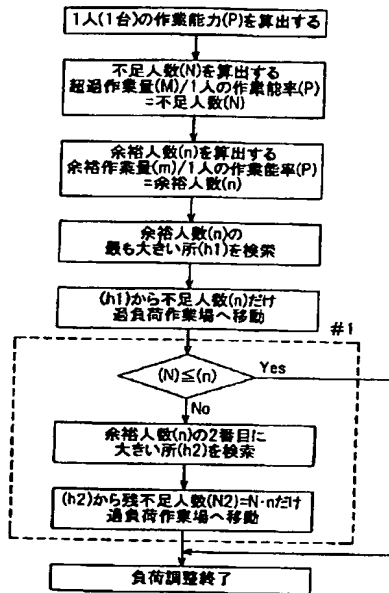 1人(1台)の作業能力(P)を算出する
不足人数(N)を算出する
超過作業量(M)/1人の作業能率(P)
=不足人数(N)
余裕人数(n)を算出する
余裕作業量(m)/1人の作業能率(P)
=余裕人数(n)
余裕人数(n)の
最も大きい所(h1)を検索
(h1)から不足人数(n)だけ
過負荷作業場へ移動
#1
(N)≦(n)
Yes
No
余裕人数(n)の2番目に
大きい所(h2)を検索
(h2)から残不足人数(N2)=N-nだけ
過負荷作業場へ移動
負荷調整終了